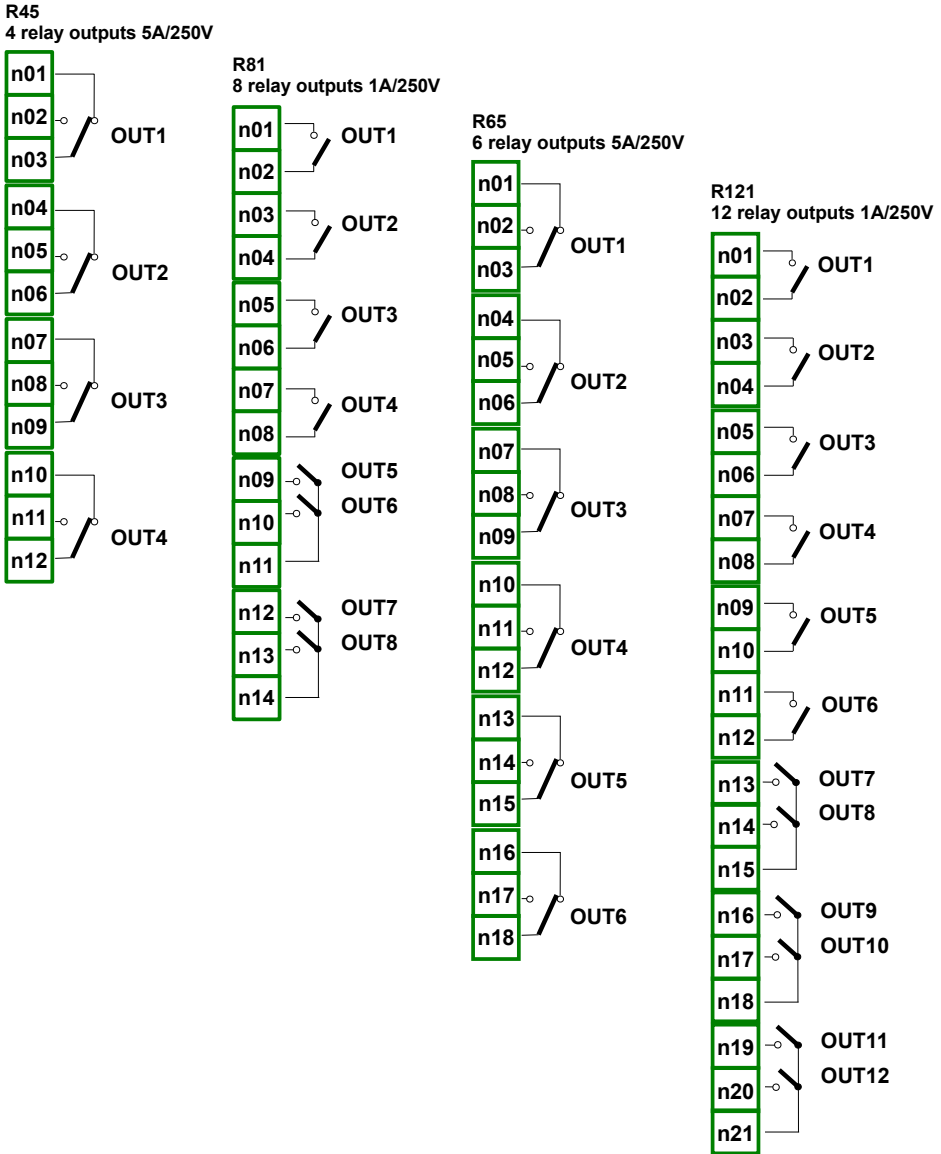 R45
4 relay outputs 5A/250V
n01
n02
n03
OUT1
n04
n05
n06
OUT2
n07
n08
n09
OUT3
n10
n11
n12
OUT4
R81
8 relay outputs 1A/250V
n01
n02
OUT1
n03
n04
OUT2
n05
n06
OUT3
n07
n08
OUT4
n09
n10
n11
OUT5
OUT6
n12
n13
n14
OUT7
OUT8
R65
6 relay outputs 5A/250V
n01
n02
n03
OUT1
n04
n05
n06
OUT2
n07
n08
n09
OUT3
n10
n11
n12
OUT4
n13
n14
n15
OUT5
n16
n17
n18
OUT6
R121
12 relay outputs 1A/250V
n01
n02
OUT1
n03
n04
OUT2
n05
n06
OUT3
n07
n08
OUT4
n09
n10
OUT5
n11
n12
OUT6
n13
n14
n15
OUT7
OUT8
n16
n17
n18
OUT9
OUT10
n19
n20
n21
OUT11
OUT12